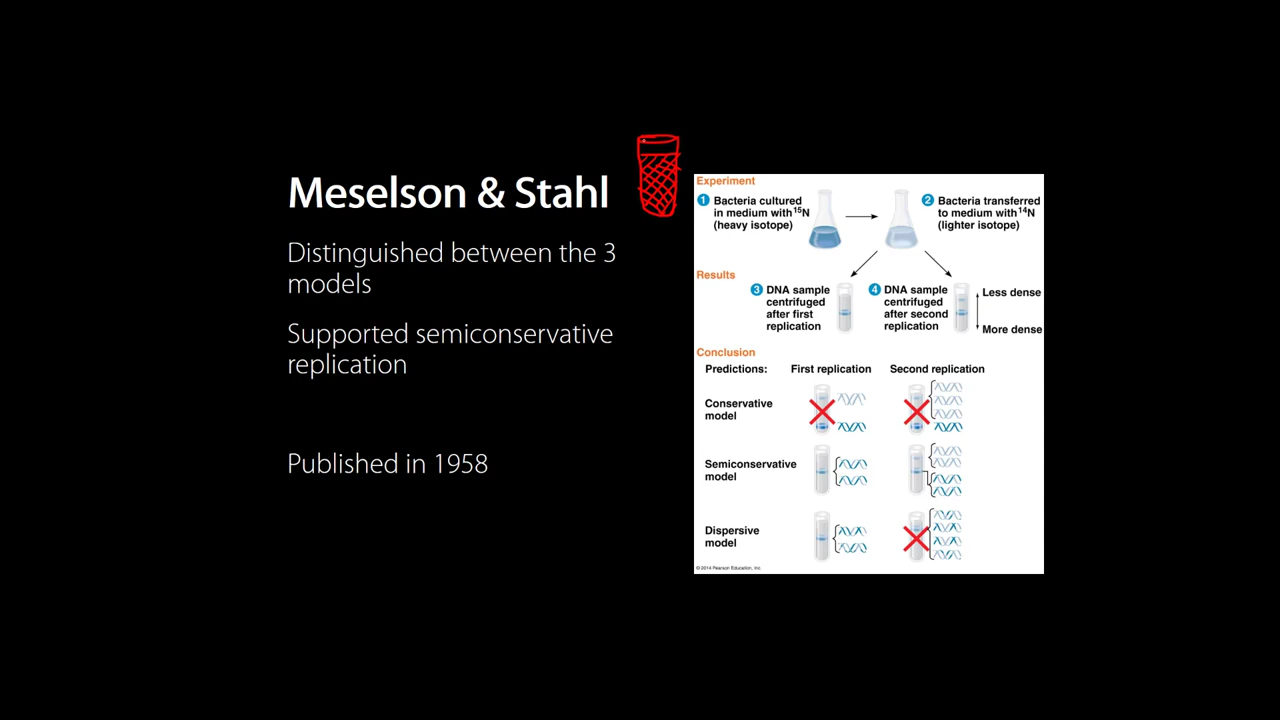 Meselson & Stahl
Distinguished between the 3
models
Supported semiconservative
replication
Published in 1958
Experiment
1 Bacteria cultured
in medium with 15N
(heavy isotope)
2 Bacteria transferred
to medium with 14N
(lighter isotope)
Results
3 DNA sample
centrifuged
after first
replication
4 DNA sample
centrifuged
after second
replication
Less dense
More dense
Conclusion
Predictions: First replication Second replication
Conservative
model
Semiconservative
model
Dispersive
model
© 2014 Pearson Education, Inc.